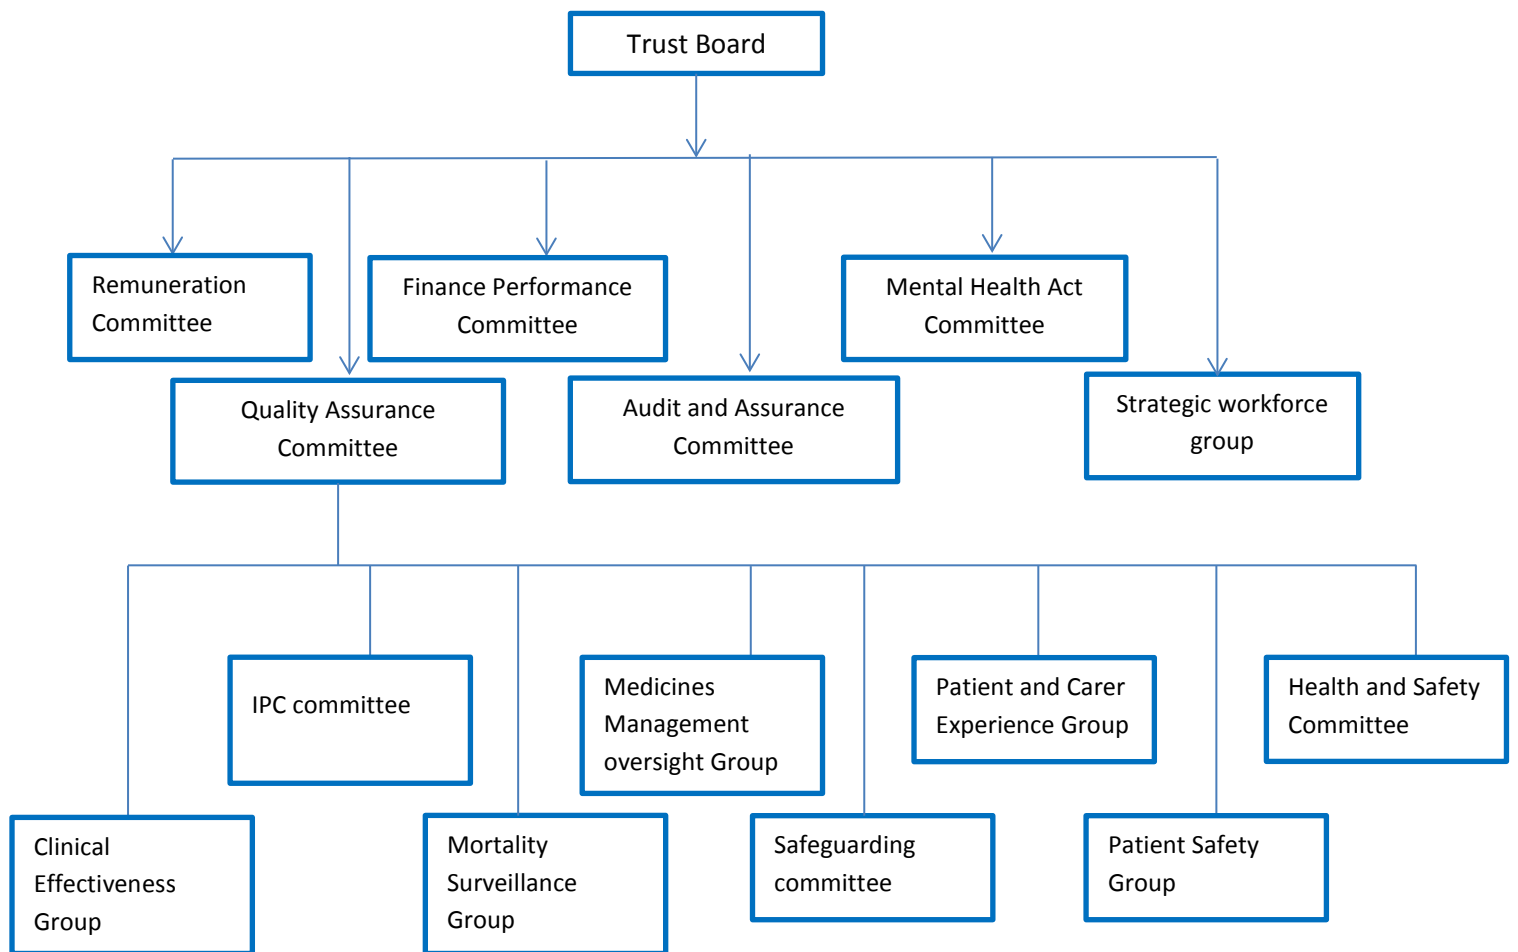 Trust Board
Remuneration
Committee
Finance Performance
Committee
Mental Health Act
Committee
Quality Assurance
Committee
Audit and Assurance
Committee
Strategic workforce
group
IPC committee
Medicines
Management
oversight Group
Patient and Carer
Experience Group
Health and Safety
Committee
Clinical
Effectiveness
Group
Mortality
Surveillance
Group
Safeguarding
committee
Patient Safety
Group